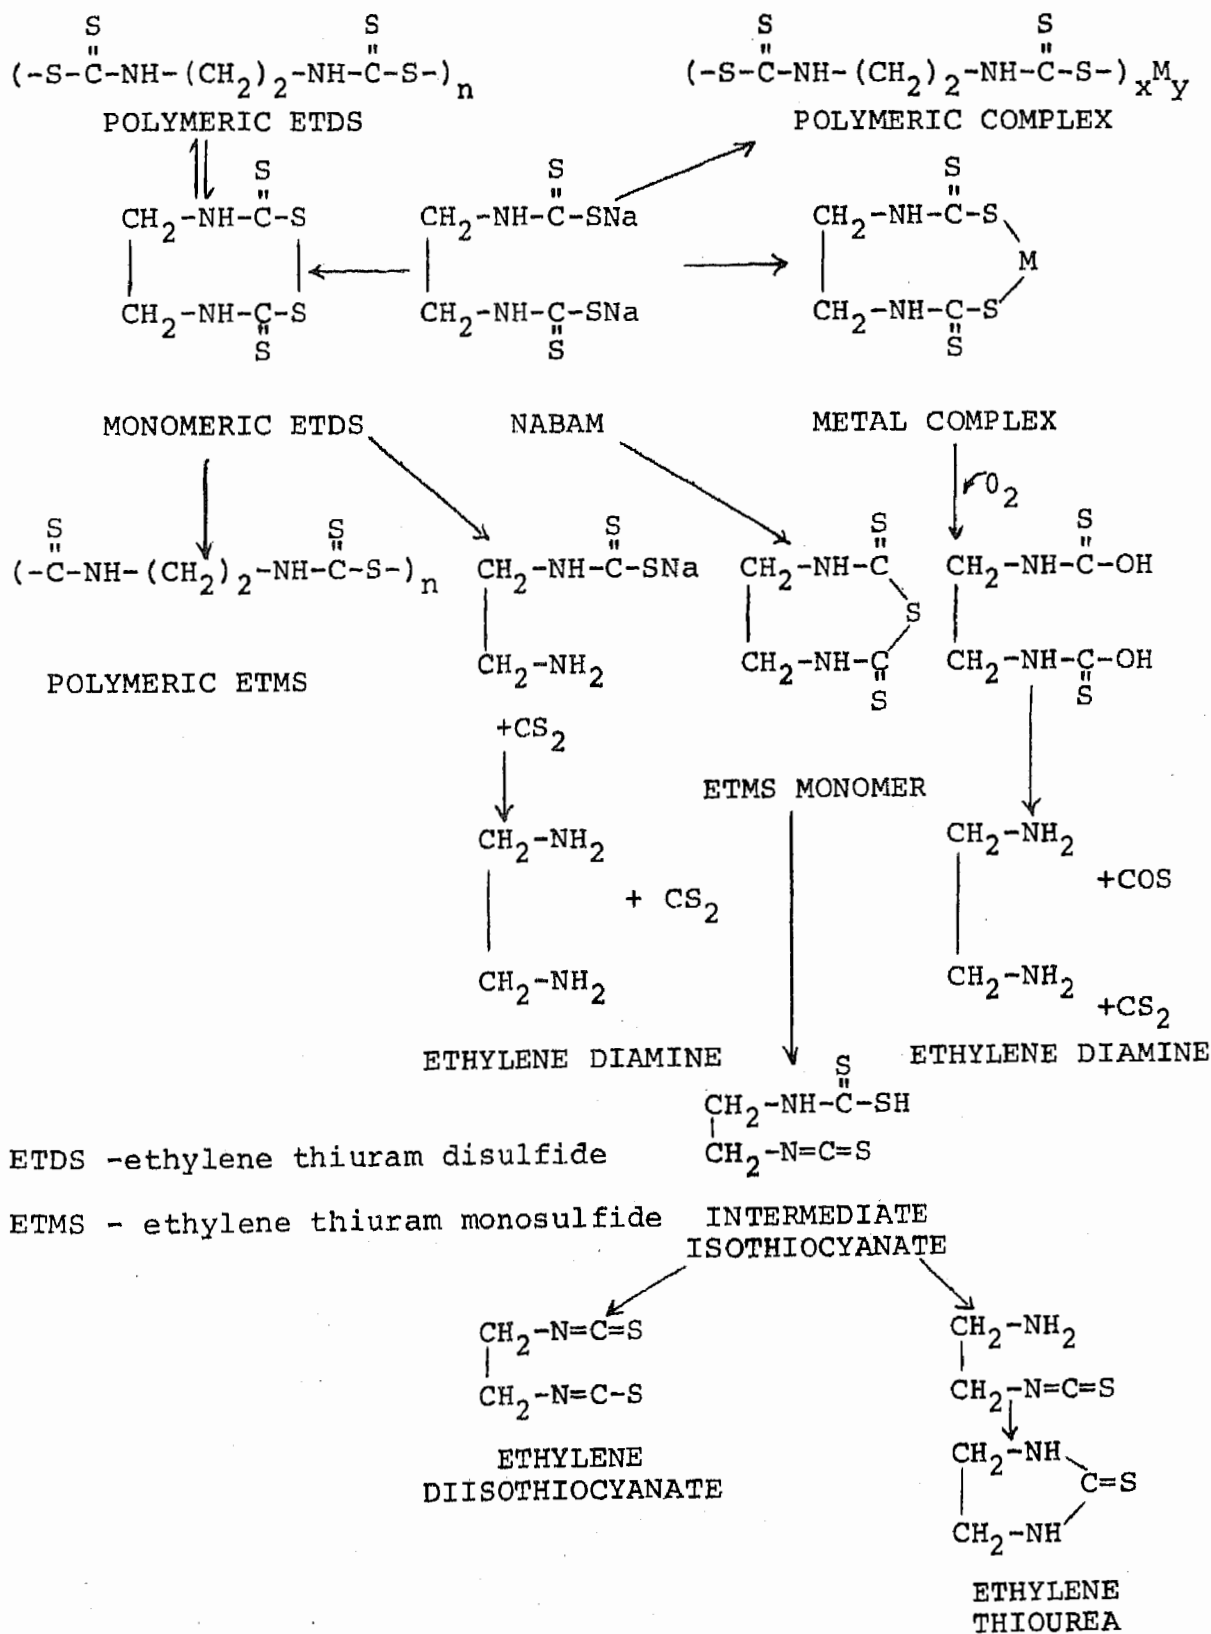 S S S S
" " " "
(-S-C-NH-(CH2)2-NH-C-S-)n (-S-C-NH-(CH2)2-NH-C-S-)xMy
POLYMERIC ETDS POLYMERIC COMPLEX
S S S
" " "
CH2-NH-C-S CH2-NH-C-SNa CH2-NH-C-S
M
CH2-NH-C-S CH2-NH-C-SNa CH2-NH-C-S
" " "
S S S
MONOMERIC ETDS NABAM METAL COMPLEX
O2
S S S S S
" " " " "
(-C-NH-(CH2)2-NH-C-S-)n CH2-NH-C-SNa CH2-NH-C CH2-NH-C-OH
S
CH2-NH2 CH2-NH-C CH2-NH-C-OH
" "
S S
POLYMERIC ETMS
+CS2
ETMS MONOMER
CH2-NH2 CH2-NH2
+COS
+ CS2
CH2-NH2 CH2-NH2
+CS2
ETHYLENE DIAMINE ETHYLENE DIAMINE
S
"
CH2-NH-C-SH
ETDS -ethylene thiuram disulfide CH2-N=C=S
ETMS - ethylene thiuram monosulfide INTERMEDIATE
ISOTHIOCYANATE
CH2-N=C=S CH2-NH2
CH2-N=C-S CH2-N=C=S
ETHYLENE CH2-NH
DIISOTHIOCYANATE C=S
CH2-NH
ETHYLENE
THIOUREA